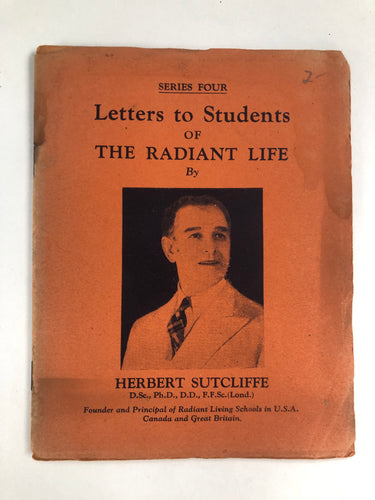 2-
SERIES FOUR
Letters to Students
OF
THE RADIANT LIFE
By
HERBERT SUTCLIFFE
D.Sc., Ph.D., D.D., F.F.Sc.(Lond.)
Founder and Principal of Radiant Living Schools in U.S.A.
Canada and Great Britain.